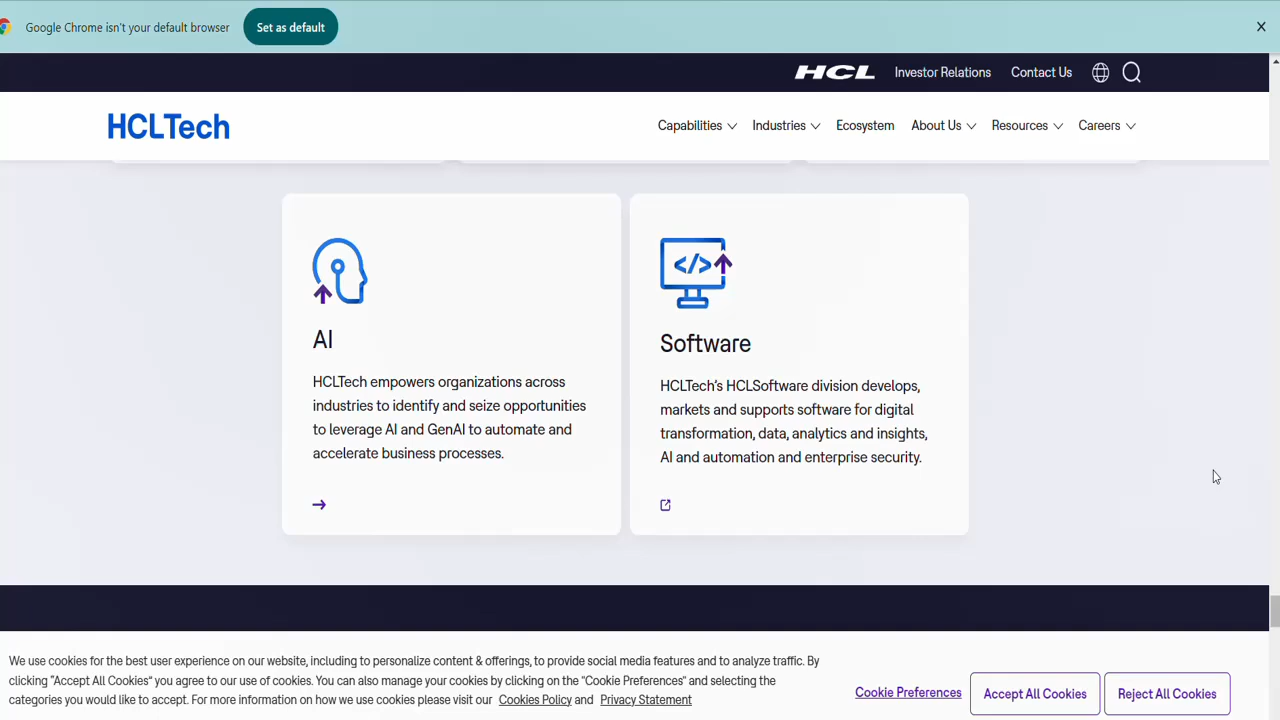 Google Chrome isn't your default browser Set as default
HCL Investor Relations Contact Us
HCLTech Capabilities Industries Ecosystem About Us Resources Careers
</>
AI
HCLTech empowers organizations across
industries to identify and seize opportunities
to leverage AI and GenAI to automate and
accelerate business processes.
Software
HCLTech's HCLSoftware division develops,
markets and supports software for digital
transformation, data, analytics and insights,
AI and automation and enterprise security.
We use cookies for the best user experience on our website, including to personalize content & offerings, to provide social media features and to analyze traffic. By
clicking "Accept All Cookies" you agree to our use of cookies. You can also manage your cookies by clicking on the "Cookie Preferences" and selecting the
categories you would like to accept. For more information on how we use cookies please visit our Cookies Policy and Privacy Statement
Cookie Preferences Accept All Cookies Reject All Cookies